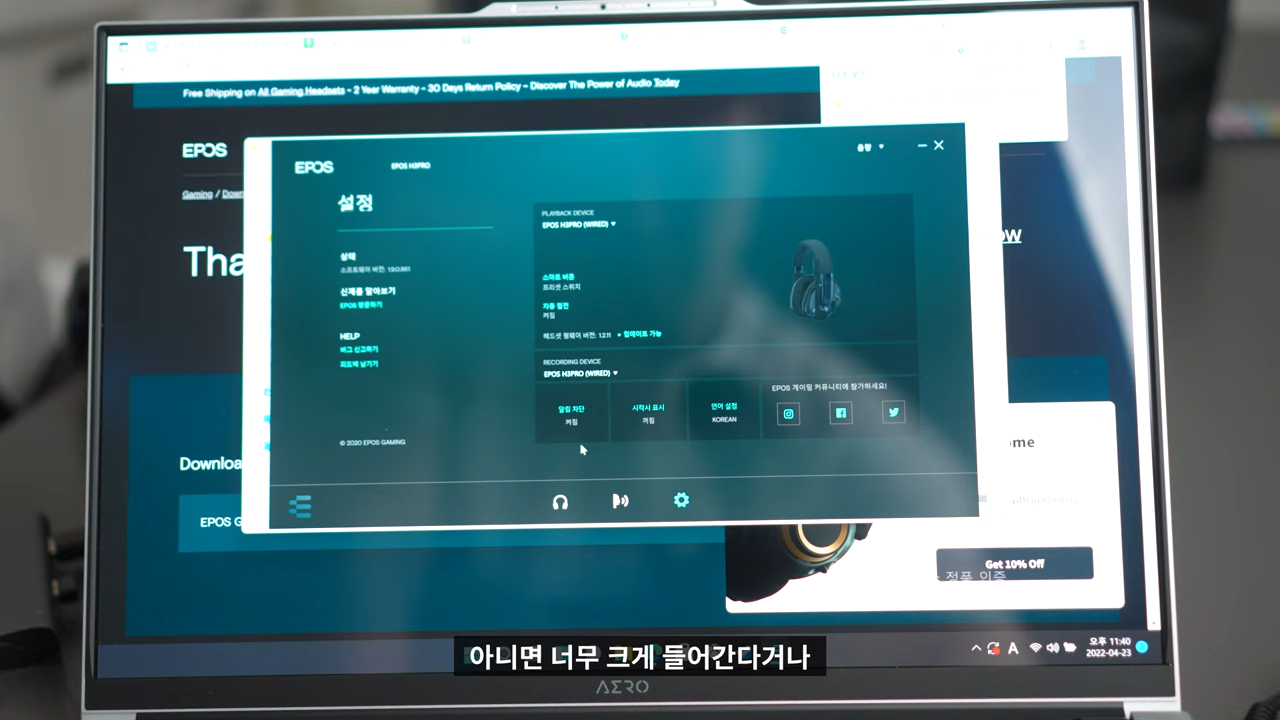 Free Shipping on All Gaming Headsets - 2 Year Warranty - 30 Days Return Policy - Discover The Power of Audio Today
EPOS
Gaming / Down
Tha
Downloa
EPOS G
EPOS
EPOS H3PRO
음량
설정
상태
소프트웨어 버전: 1.9.0.861
신제품 알아보기
EPOS 방문하기
HELP
버그 신고하기
피드백 남기기
© 2020 EPOS GAMING
PLAYBACK DEVICE
EPOS H3PRO (WIRED)
스마트 버튼
프리셋 스위치
자동 절전
켜짐
헤드셋 펌웨어 버전: 1.2.11 • 업데이트 가능
RECORDING DEVICE
EPOS H3PRO (WIRED)
알림 차단
켜짐
시작시 표시
꺼짐
언어 설정
KOREAN
EPOS 게이밍 커뮤니티에 참가하세요!
ow
ome
Get 10% Off
정품 인증
A
오후 11:40
2022-04-23
아니면 너무 크게 들어간다거나
AERO